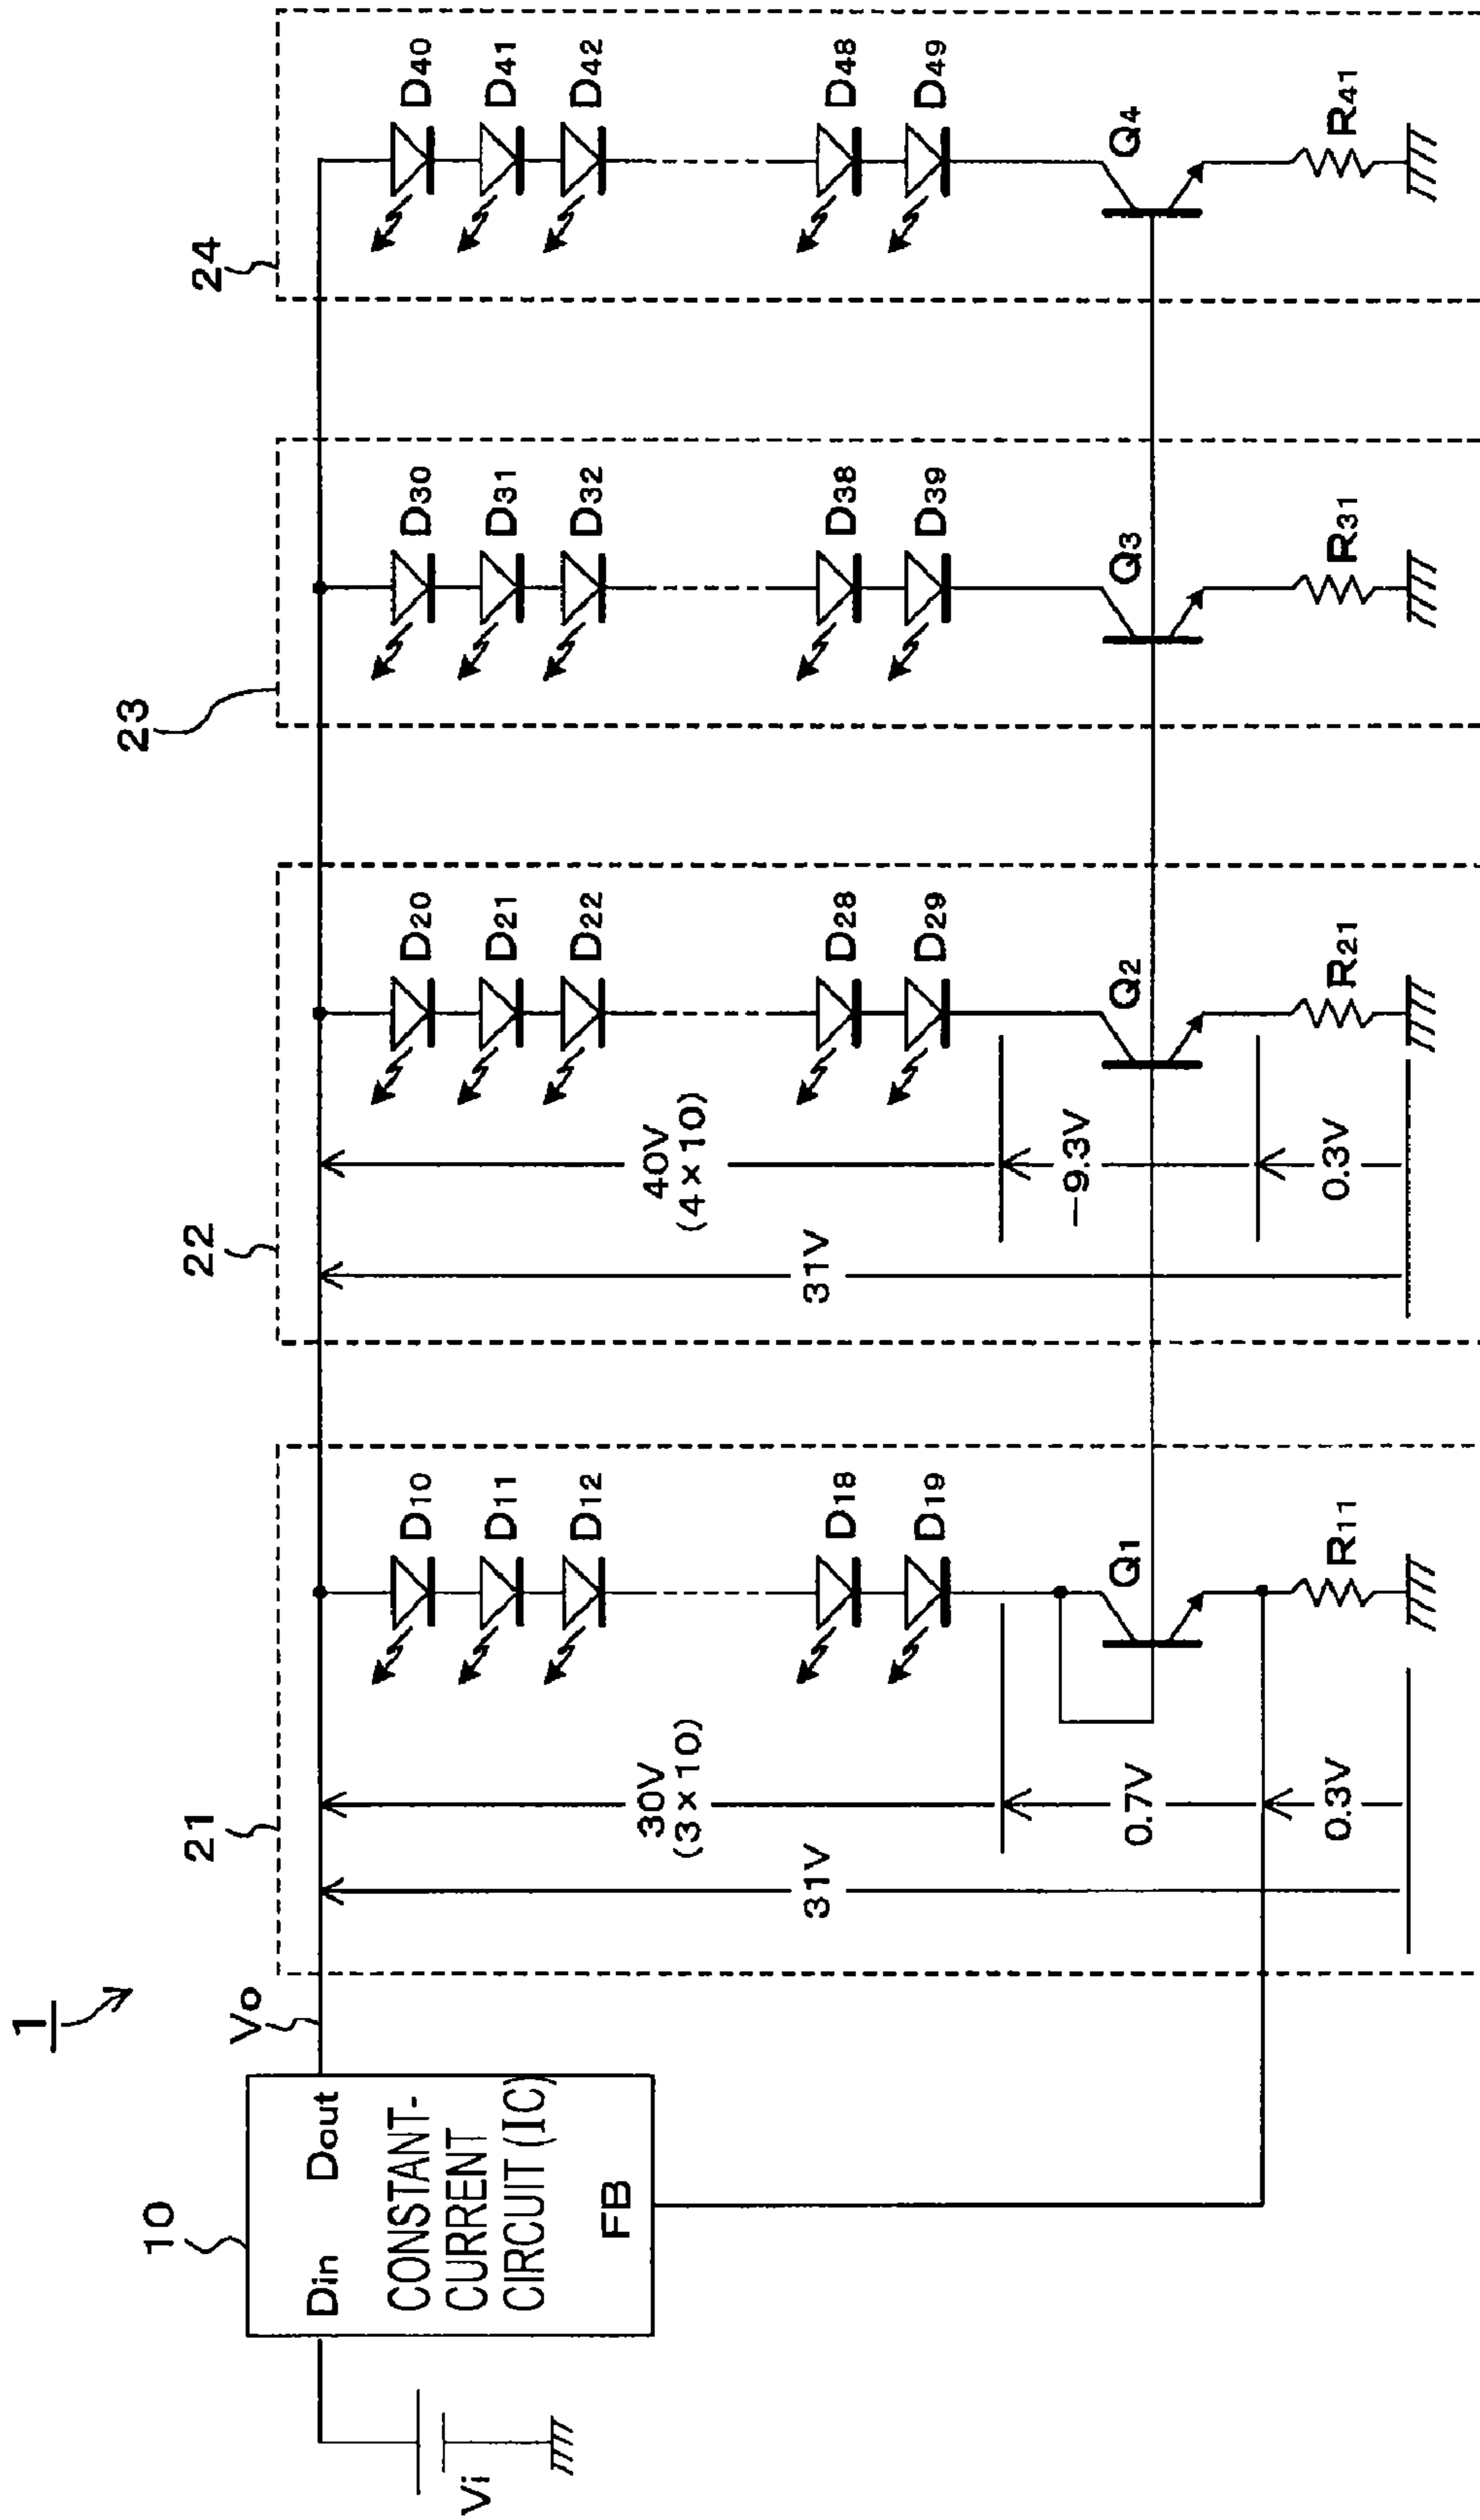 1
10
Din
Dout
CONSTANT-
CURRENT
CIRCUIT (IC)
FB
Vi
Vo
21
31V
30V
(3×10)
0.7V
0.3V
D10
D11
D12
D18
D19
Q1
R11
22
31V
40V
(4×10)
−9.3V
0.3V
D20
D21
D22
D28
D29
Q2
R21
23
D30
D31
D32
D38
D39
Q3
R31
24
D40
D41
D42
D48
D49
Q4
R41